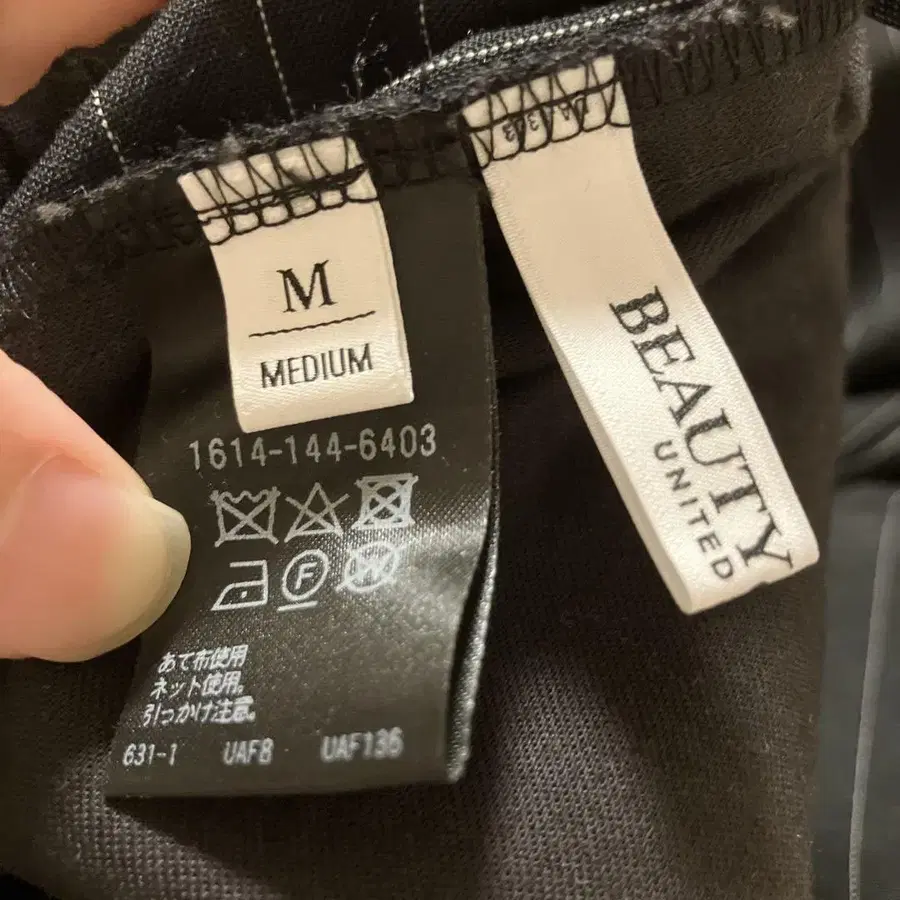 M
MEDIUM
1614-144-6403
F
W
あて布使用
ネット使用。
引っかけ注意。
631-1 UAF8 UAF136
BEAUTY
UNITED